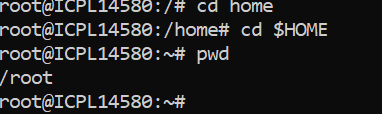 root@ICPL14580:/# cd home
root@ICPL14580:/home# cd $HOME
root@ICPL14580:~# pwd
/root
root@ICPL14580:~#